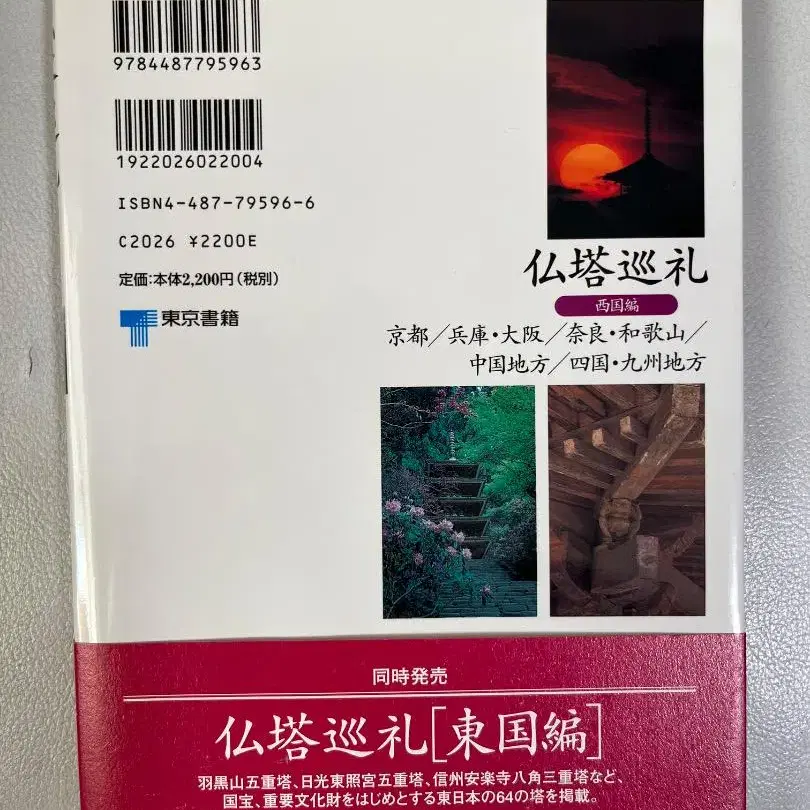 9784487795963
1922026022004
ISBN4-487-79596-6
C2026 ¥2200E
定価:本体2,200円(税別)
東京書籍
仏塔巡礼
西国編
京都/兵庫・大阪/奈良・和歌山/
中国地方/四国・九州地方
同時発売
仏塔巡礼[東国編]
羽黒山五重塔、日光東照宮五重塔、信州安楽寺八角三重塔など、
国宝、重要文化財をはじめとする東日本の64の塔を掲載。